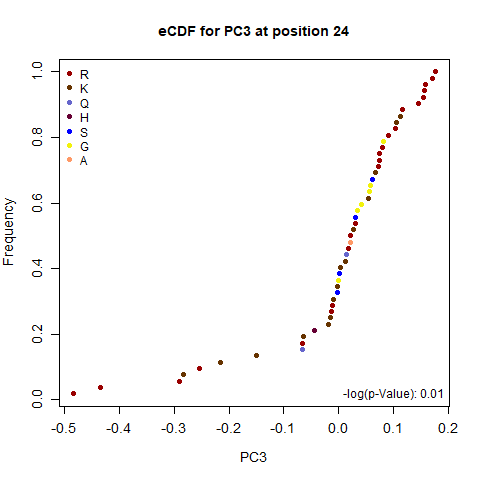 eCDF for PC3 at position 24
R
K
Q
H
S
G
A
Frequency
1.0
0.8
0.6
0.4
0.2
0.0
-log(p-Value): 0.01
-0.5 -0.4 -0.3 -0.2 -0.1 0.0 0.1 0.2
PC3